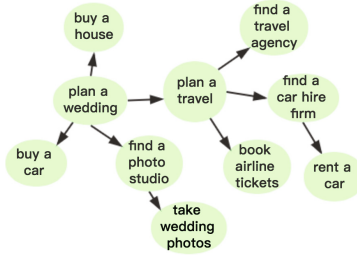 buy a
house
find a
travel
agency
plan a
wedding
plan a
travel
find a
car hire
firm
buy a
car
find a
photo
studio
book
airline
tickets
rent a
car
take
wedding
photos